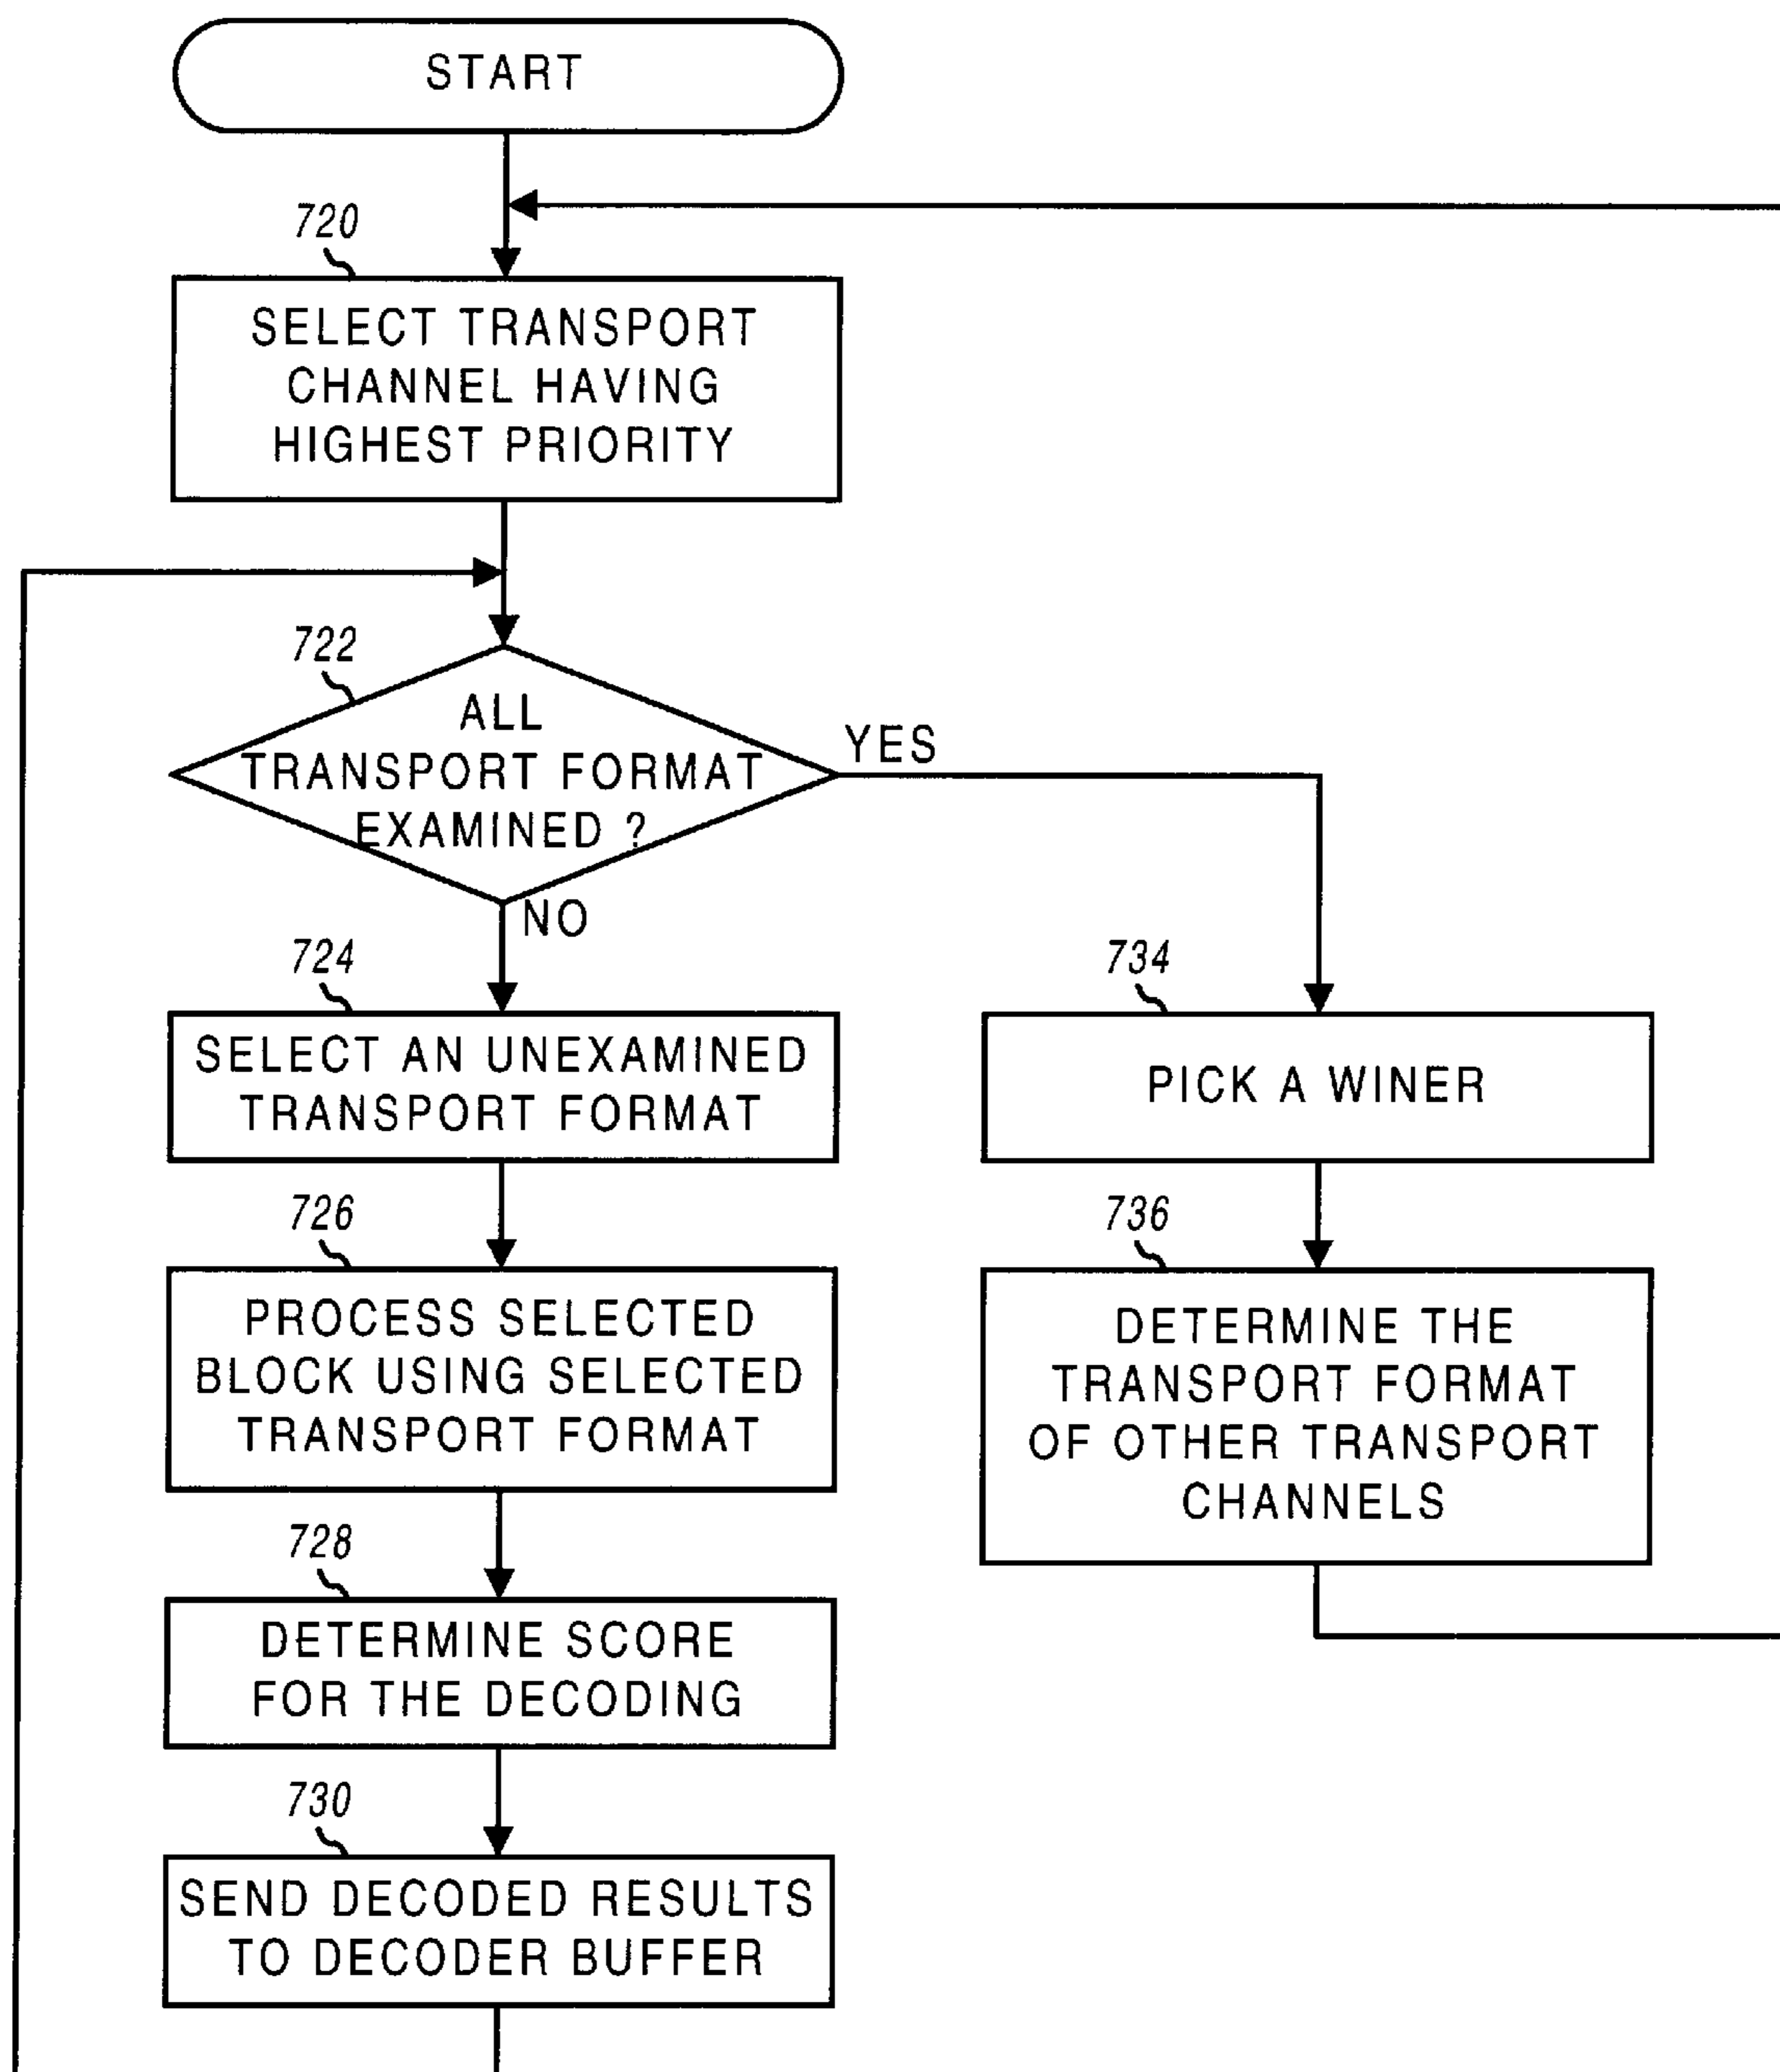 START
720
SELECT TRANSPORT
CHANNEL HAVING
HIGHEST PRIORITY
722
ALL
TRANSPORT FORMAT
EXAMINED ?
YES
NO
724
SELECT AN UNEXAMINED
TRANSPORT FORMAT
734
PICK A WINER
726
PROCESS SELECTED
BLOCK USING SELECTED
TRANSPORT FORMAT
736
DETERMINE THE
TRANSPORT FORMAT
OF OTHER TRANSPORT
CHANNELS
728
DETERMINE SCORE
FOR THE DECODING
730
SEND DECODED RESULTS
TO DECODER BUFFER